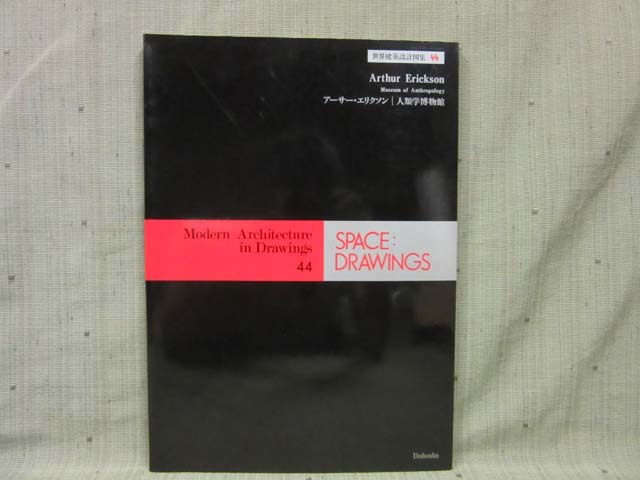 世界建築設計図集 44
Arthur Erickson
Museum of Anthropology
アーサー・エリクソン | 人類学博物館
Modern Architecture
in Drawings
44
SPACE:
DRAWINGS
Dohosha